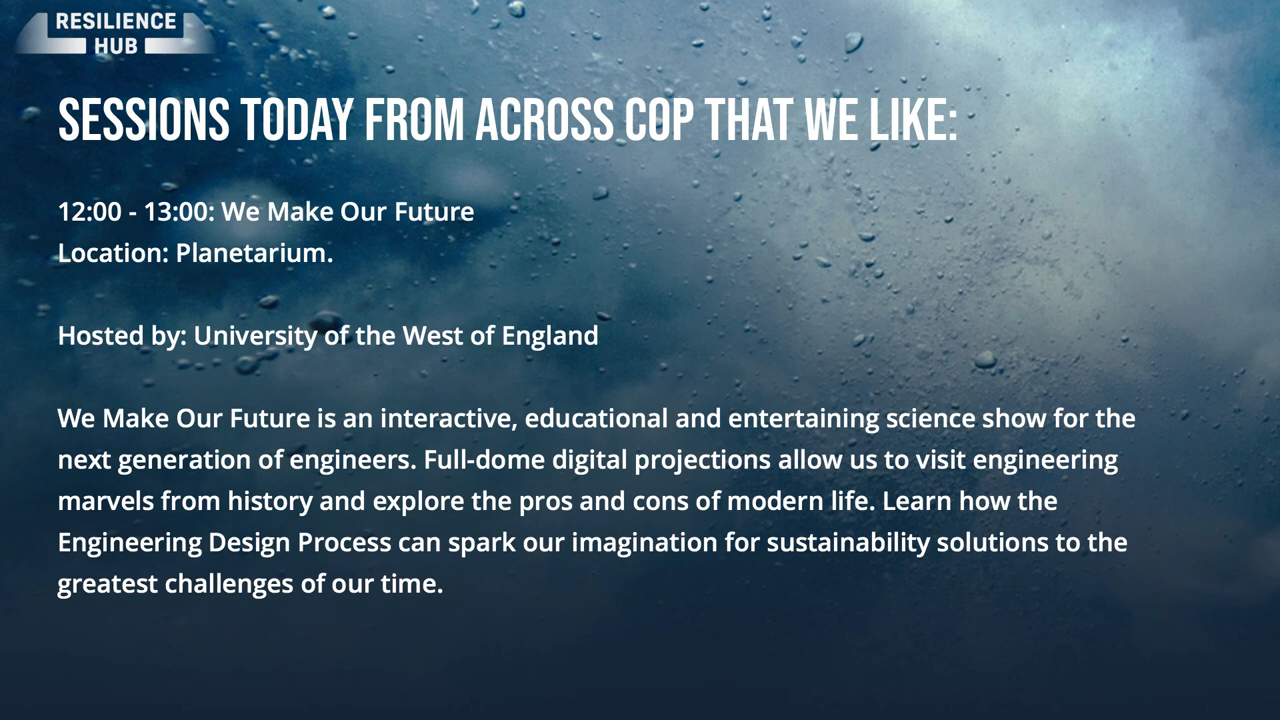 RESILIENCE
HUB
SESSIONS TODAY FROM ACROSS COP THAT WE LIKE:
12:00 - 13:00: We Make Our Future
Location: Planetarium.
Hosted by: University of the West of England
We Make Our Future is an interactive, educational and entertaining science show for the
next generation of engineers. Full-dome digital projections allow us to visit engineering
marvels from history and explore the pros and cons of modern life. Learn how the
Engineering Design Process can spark our imagination for sustainability solutions to the
greatest challenges of our time.